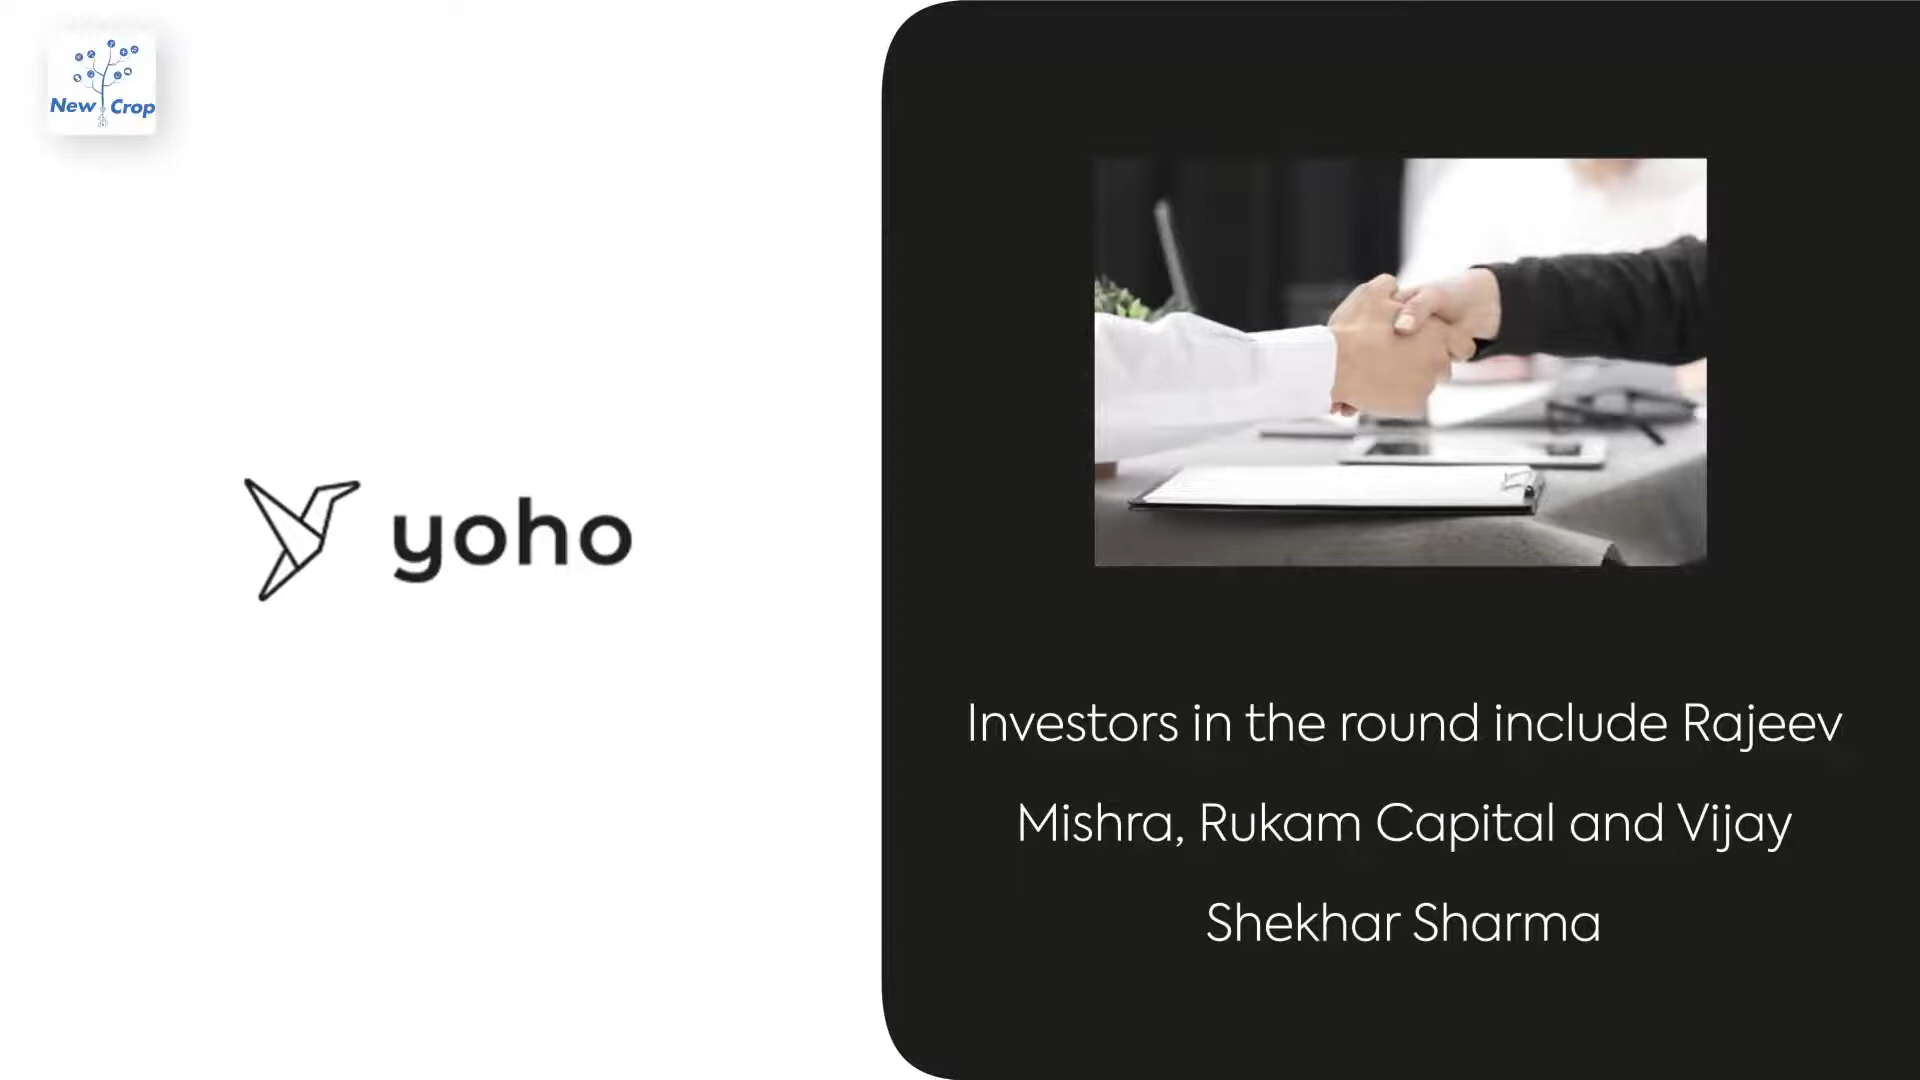 New Crop
yoho
Investors in the round include Rajeev
Mishra, Rukam Capital and Vijay
Shekhar Sharma